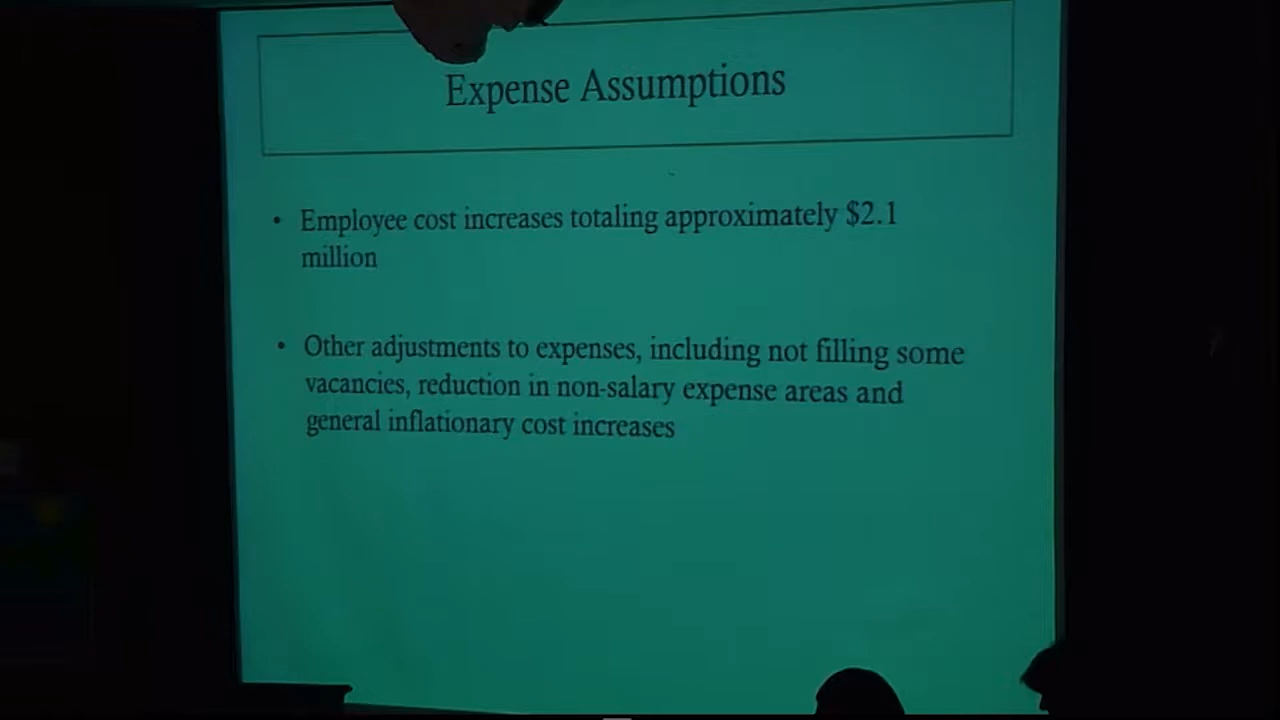 Expense Assumptions
• Employee cost increases totaling approximately $2.1
million
• Other adjustments to expenses, including not filling some
vacancies, reduction in non-salary expense areas and
general inflationary cost increases